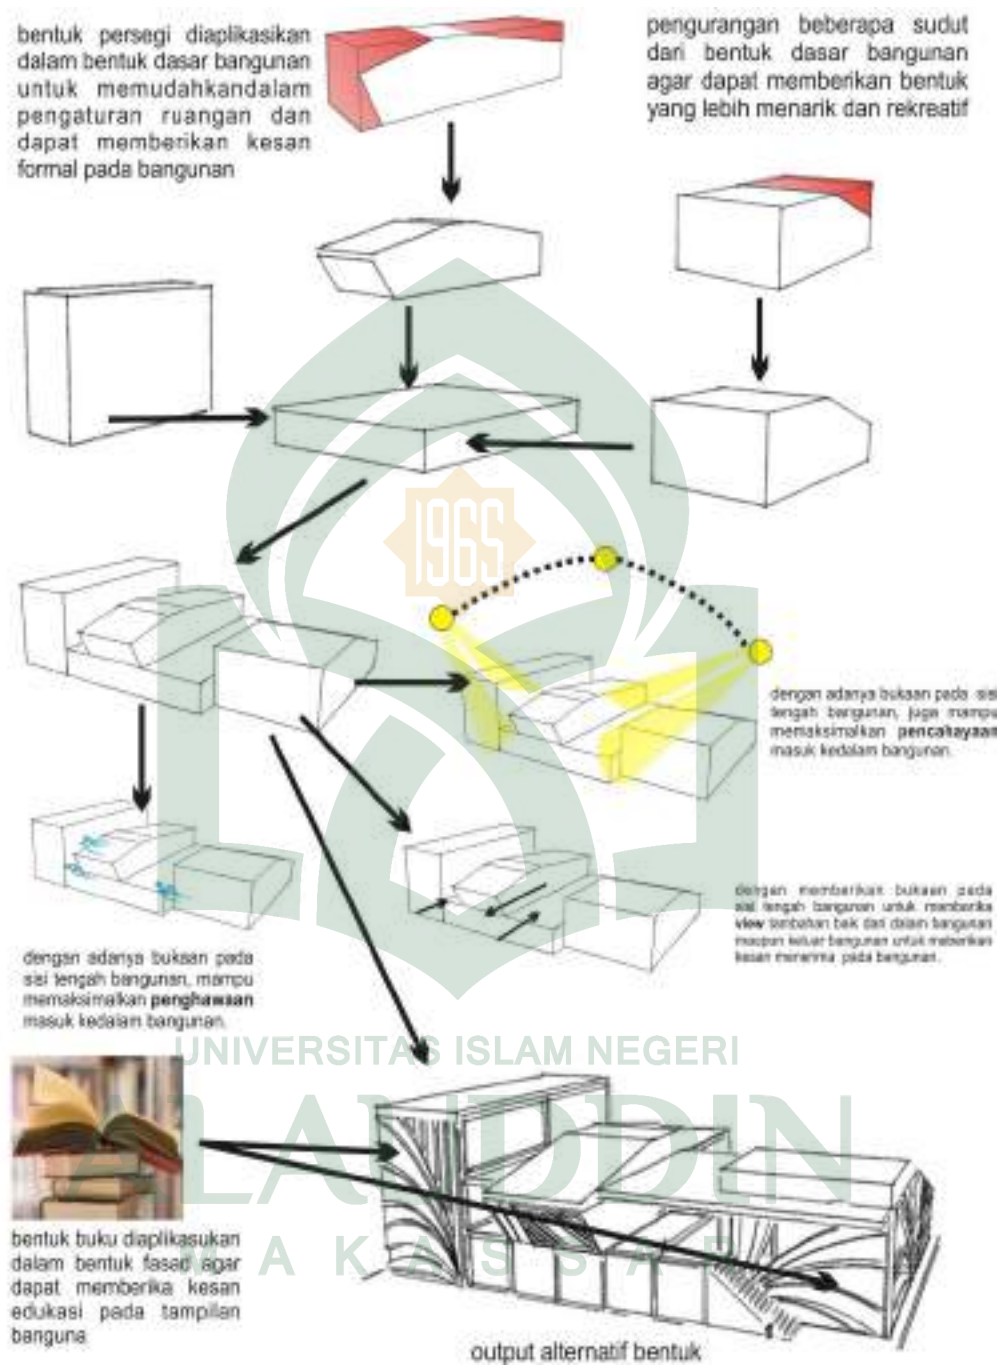 bentuk persegi diaplikasikan
dalam bentuk dasar bangunan
untuk memudahkandalam
pengaturan ruangan dan
dapat memberikan kesan
formal pada bangunan
pengurangan beberapa sudut
dari bentuk dasar bangunan
agar dapat memberikan bentuk
yang lebih menarik dan rekreatif
1965
dengan adanya bukaan pada sisi
tengah bangunan, juga mampu
memaksimalkan pencahayaan
masuk kedalam bangunan.
dengan memberikan bukaan pada
sisi tengah bangunan untuk memberika
view tambahan baik dari dalam bangunan
maupun keluar bangunan untuk meberikan
kesan menerima pada bangunan.
dengan adanya bukaan pada
sisi tengah bangunan, mampu
memaksimalkan penghawaan
masuk kedalam bangunan.
UNIVERSITAS ISLAM NEGERI
ALAUDDIN
MAKASSAR
bentuk buku diaplikasukan
dalam bentuk fasad agar
dapat memberika kesan
edukasi pada tampilan
banguna
output alternatif bentuk